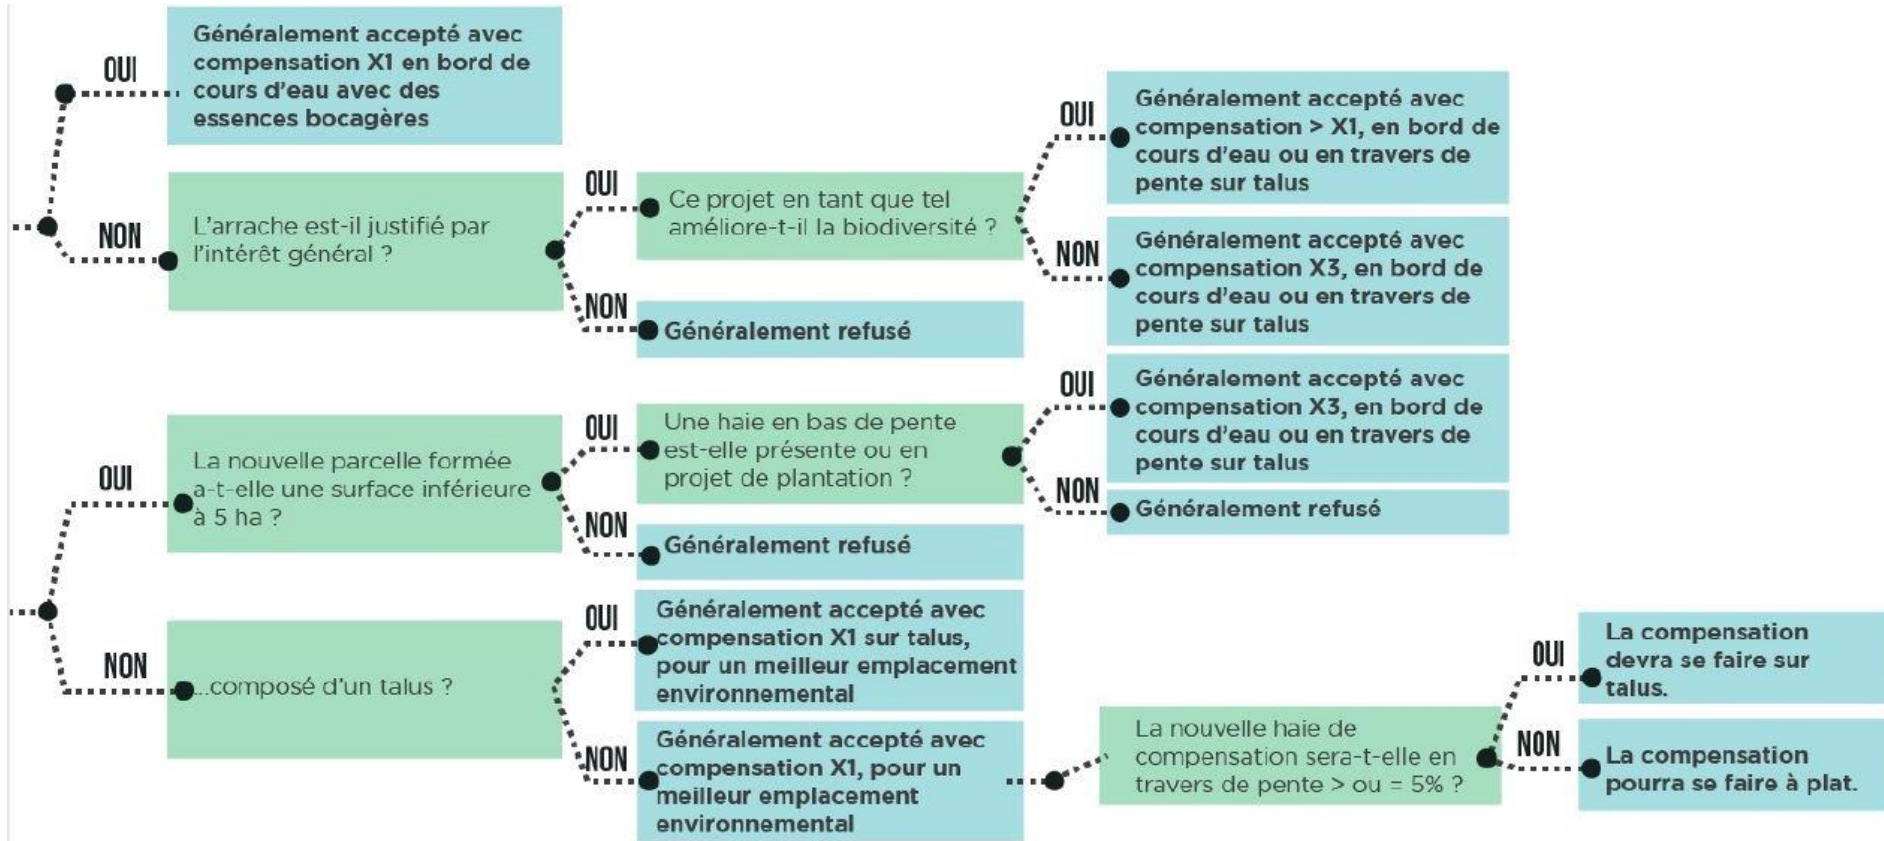 OUI
Généralement accepté avec
compensation X1 en bord de
cours d'eau avec des
essences bocagères
NON
L'arrache est-il justifié par
l'intérêt général ?
OUI
Ce projet en tant que tel
améliore-t-il la biodiversité ?
OUI
Généralement accepté avec
compensation > X1, en bord de
cours d'eau ou en travers de
pente sur talus
NON
Généralement accepté avec
compensation X3, en bord de
cours d'eau ou en travers de
pente sur talus
NON
Généralement refusé
OUI
La nouvelle parcelle formée
a-t-elle une surface inférieure
à 5 ha ?
OUI
Une haie en bas de pente
est-elle présente ou en
projet de plantation ?
OUI
Généralement accepté avec
compensation X3, en bord de
cours d'eau ou en travers de
pente sur talus
NON
Généralement refusé
NON
Généralement refusé
NON
...composé d'un talus ?
OUI
Généralement accepté avec
compensation X1 sur talus,
pour un meilleur emplacement
environnemental
NON
Généralement accepté avec
compensation X1, pour un
meilleur emplacement
environnemental
La nouvelle haie de
compensation sera-t-elle en
travers de pente > ou = 5% ?
OUI
La compensation
devra se faire sur
talus.
NON
La compensation
pourra se faire à plat.